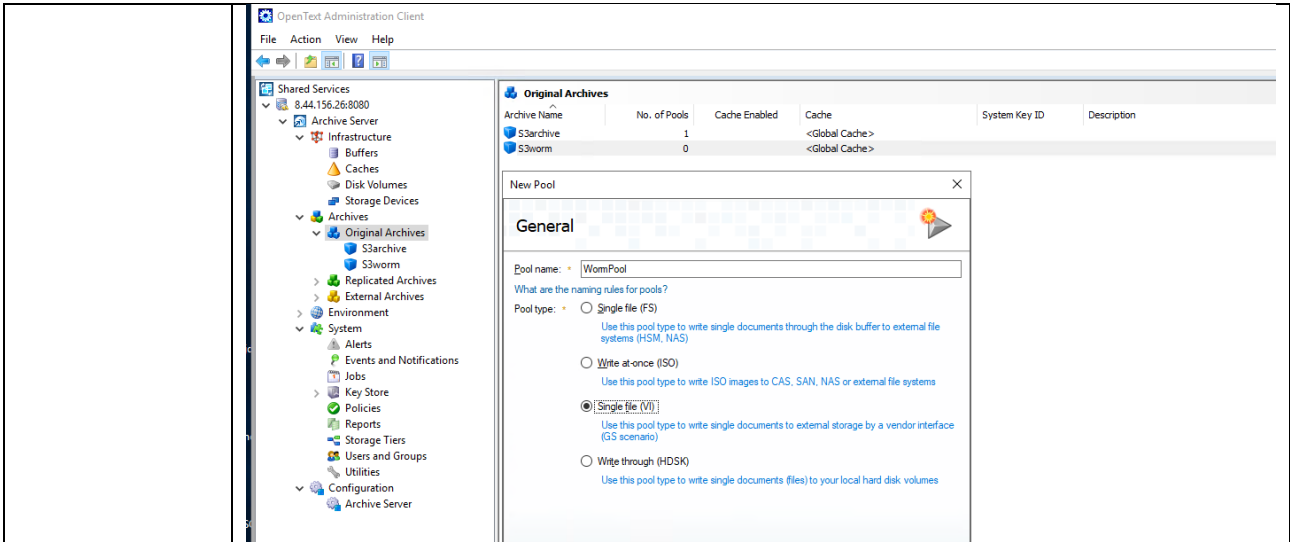 OpenText Administration Client
File Action View Help
Shared Services
8.44.156.26:8080
Archive Server
Infrastructure
Buffers
Caches
Disk Volumes
Storage Devices
Archives
Original Archives
S3archive
S3worm
Replicated Archives
External Archives
Environment
System
Alerts
Events and Notifications
Jobs
Key Store
Policies
Reports
Storage Tiers
Users and Groups
Utilities
Configuration
Archive Server
Original Archives
Archive Name No. of Pools Cache Enabled Cache System Key ID Description
S3archive 1 <Global Cache>
S3worm 0 <Global Cache>
New Pool
General
Pool name: * WormPool
What are the naming rules for pools?
Pool type: * Single file (FS)
Use this pool type to write single documents through the disk buffer to external file
systems (HSM, NAS)
Write at-once (ISO)
Use this pool type to write ISO images to CAS, SAN, NAS or external file systems
Single file (VI)
Use this pool type to write single documents to external storage by a vendor interface
(GS scenario)
Write through (HDSK)
Use this pool type to write single documents (files) to your local hard disk volumes